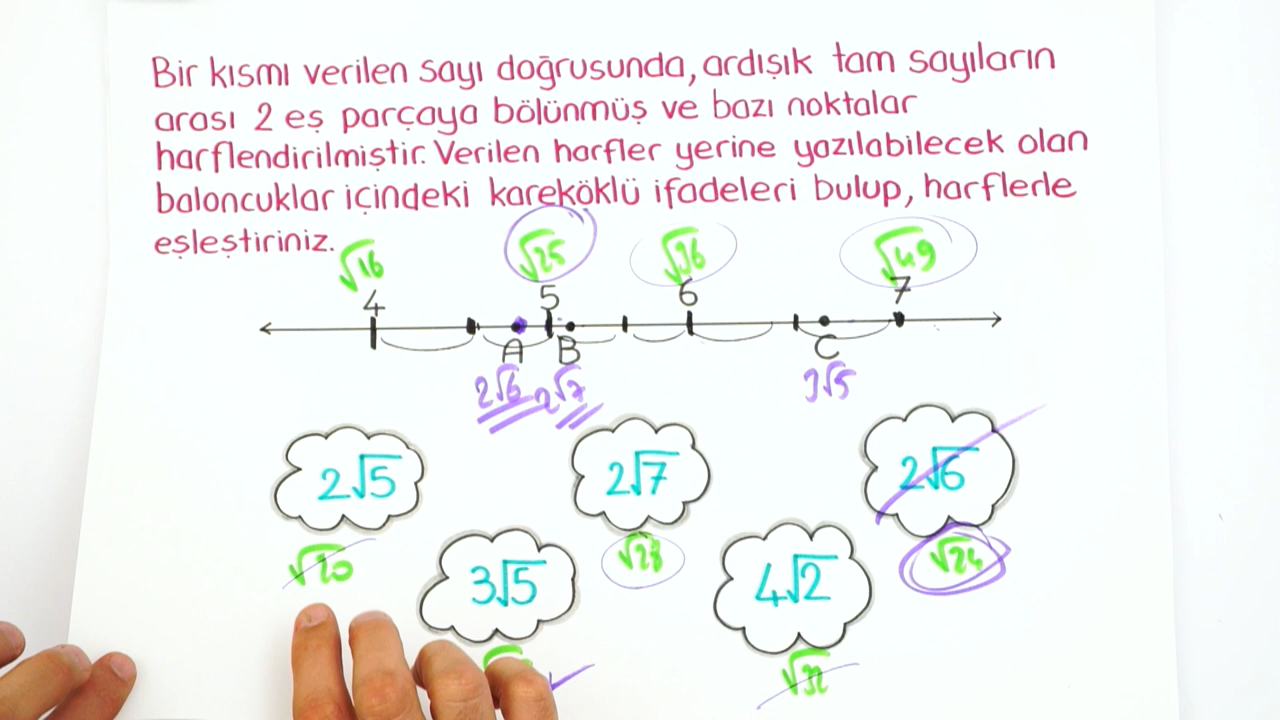 Bir kısmı verilen sayı doğrusunda, ardışık tam sayıların
arası 2 eş parçaya bölünmüş ve bazı noktalar
harflendirilmiştir. Verilen harfler yerine yazılabilecek olan
baloncuklar içindeki kareköklü ifadeleri bulup, harflerle
eşleştiriniz.
√16 √25 √36 √49
4 5 6 7
A B C
2√6 2√7 3√5
2√5 2√7 2√6
√20 √28 √24
3√5 4√2
√32